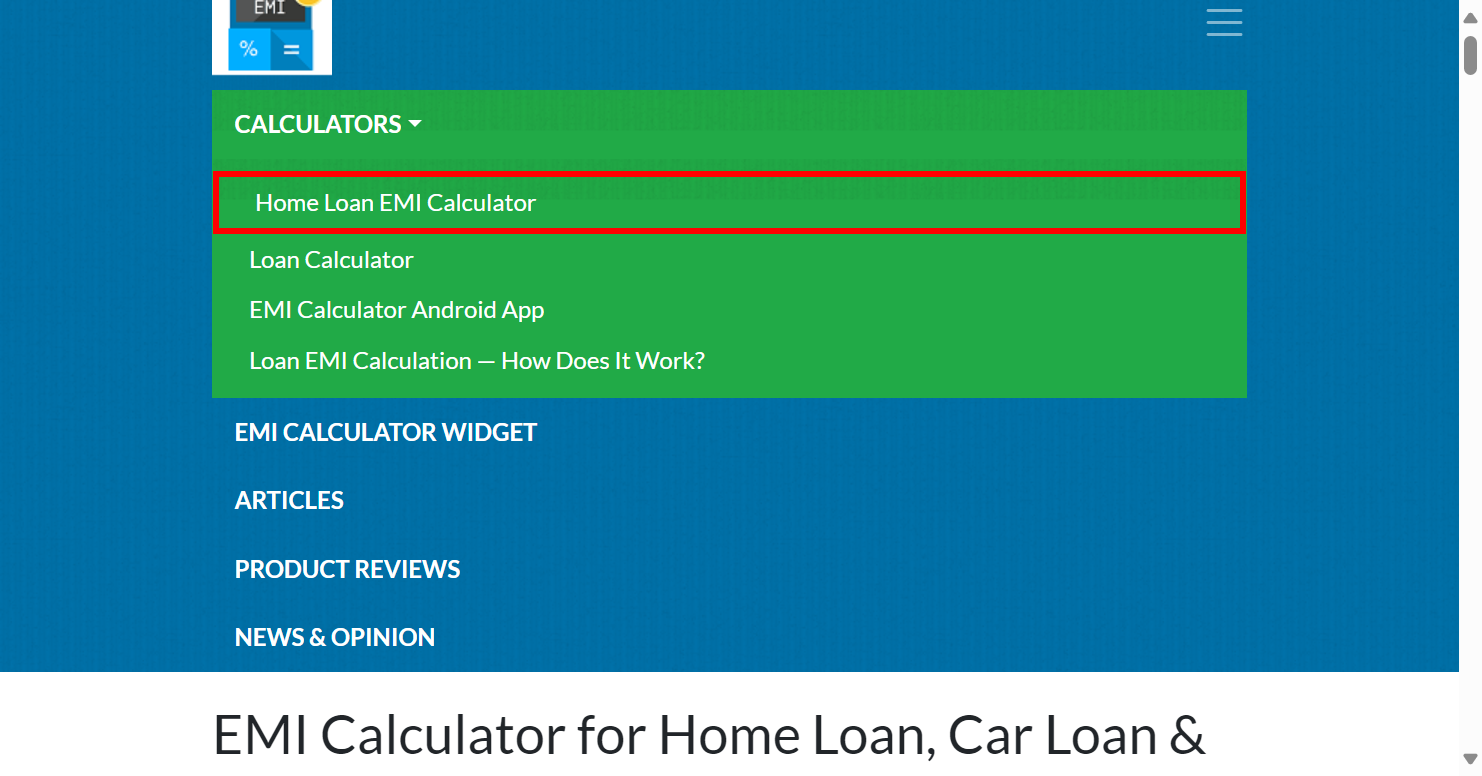 EMI
% =
CALCULATORS
Home Loan EMI Calculator
Loan Calculator
EMI Calculator Android App
Loan EMI Calculation — How Does It Work?
EMI CALCULATOR WIDGET
ARTICLES
PRODUCT REVIEWS
NEWS & OPINION
EMI Calculator for Home Loan, Car Loan &